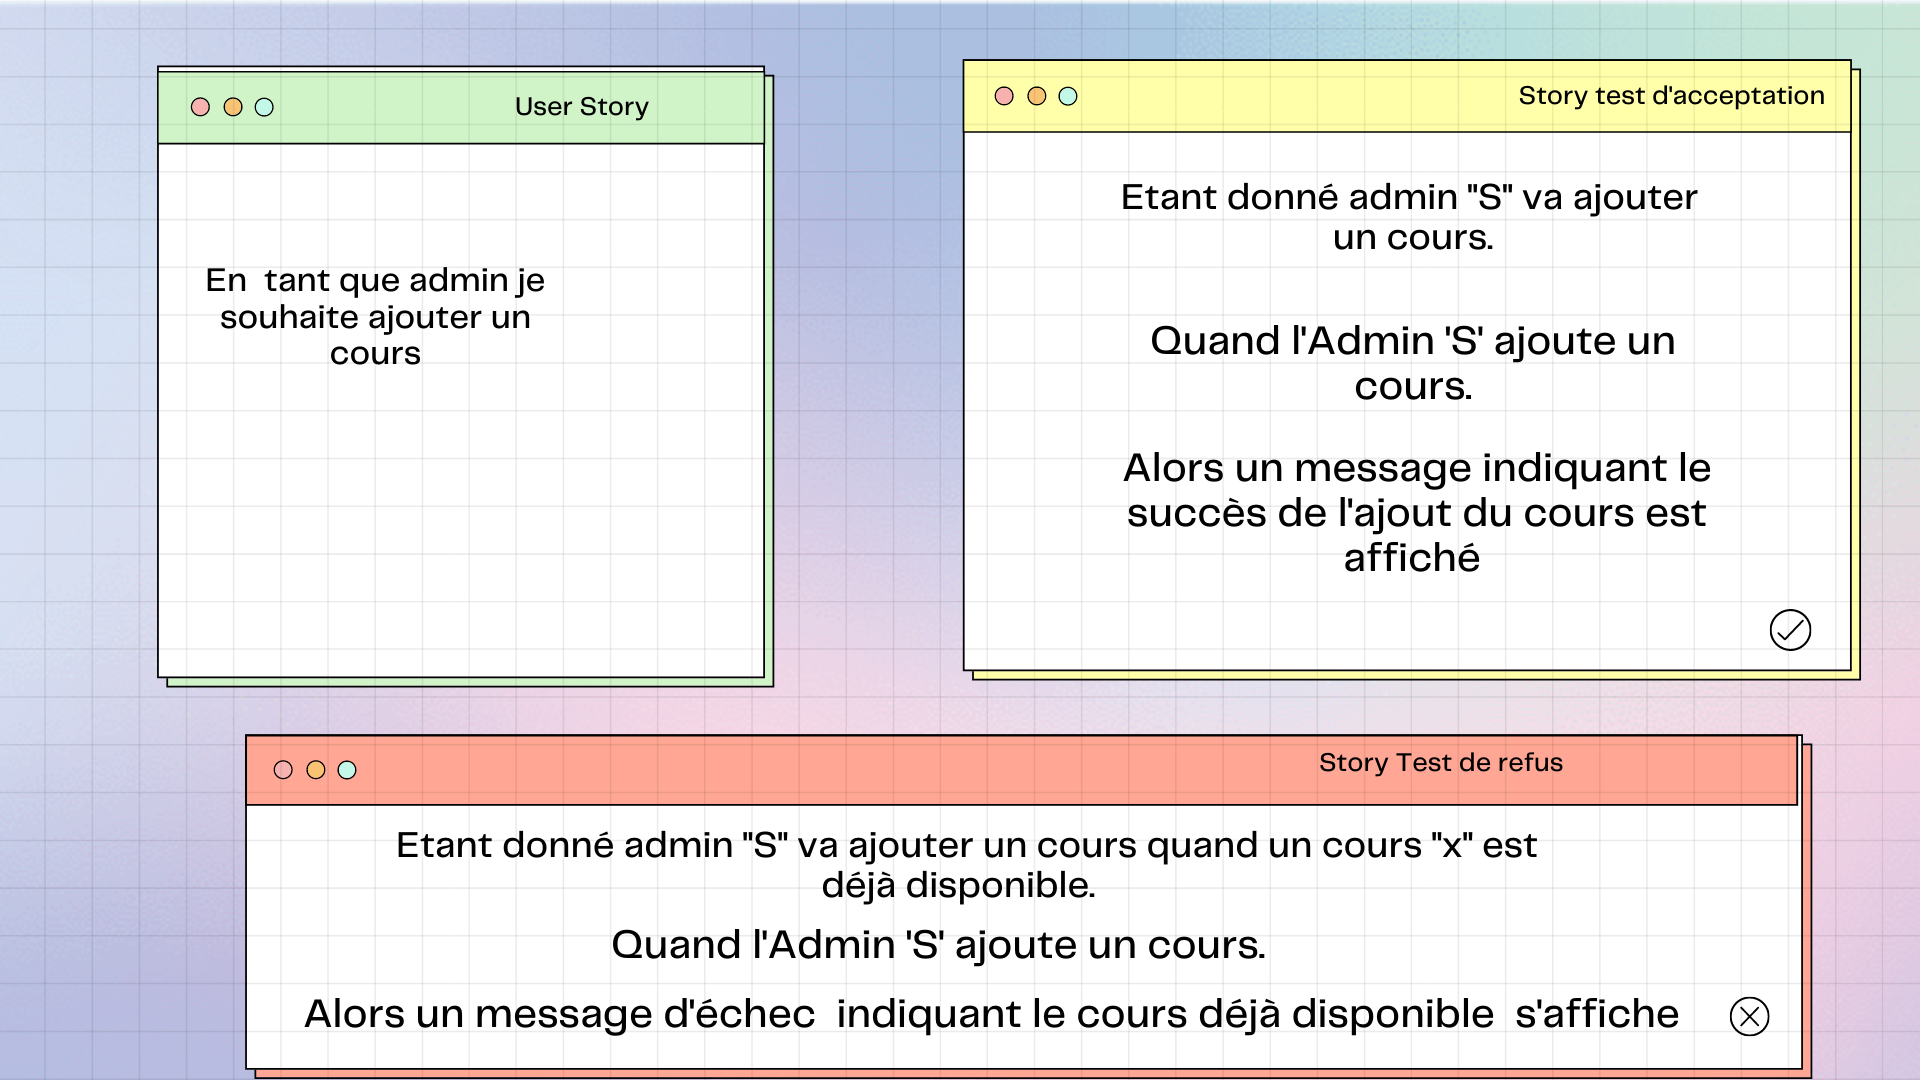 User Story
En  tant que admin je
souhaite ajouter un
cours
Story test d'acceptation
Etant donné admin "S" va ajouter
un cours.
Quand l'Admin 'S' ajoute un
cours.
Alors un message indiquant le
succès de l'ajout du cours est
affiché
Story Test de refus
Etant donné admin "S" va ajouter un cours quand un cours "x" est
déjà disponible.
Quand l'Admin 'S' ajoute un cours.
Alors un message d'échec  indiquant le cours déjà disponible  s'affiche